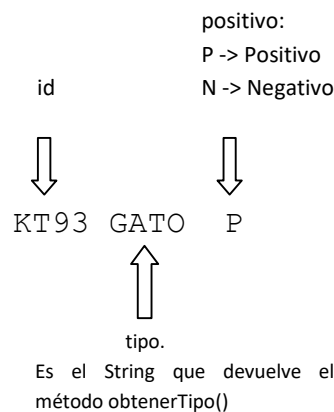 positivo:
P -> Positivo
id
N -> Negativo
KT93 GATO P
tipo.
Es el String que devuelve el
método obtenerTipo()